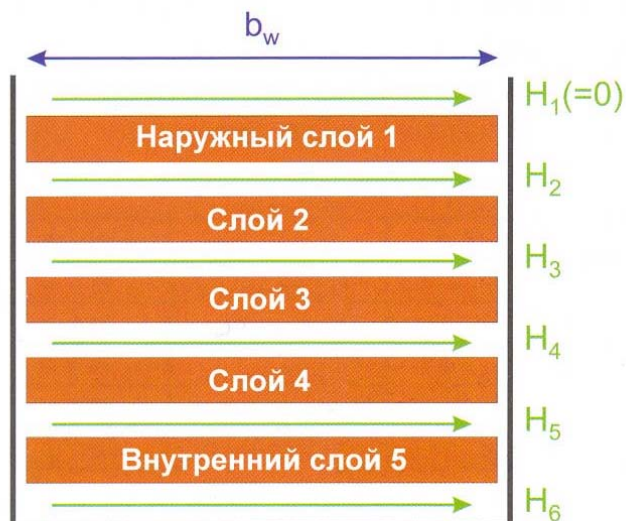 b_w
H_1(=0)
Наружный слой 1
H_2
Слой 2
H_3
Слой 3
H_4
Слой 4
H_5
Внутренний слой 5
H_6